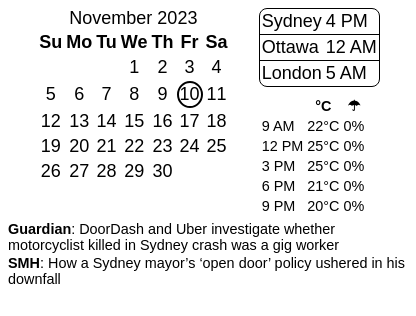 November 2023
Su Mo Tu We Th Fr Sa
1 2 3 4
5 6 7 8 9 10 11
12 13 14 15 16 17 18
19 20 21 22 23 24 25
26 27 28 29 30
Sydney 4 PM
Ottawa 12 AM
London 5 AM
°C ☂
9 AM 22°C 0%
12 PM 25°C 0%
3 PM 25°C 0%
6 PM 21°C 0%
9 PM 20°C 0%
Guardian: DoorDash and Uber investigate whether
motorcyclist killed in Sydney crash was a gig worker
SMH: How a Sydney mayor’s ‘open door’ policy ushered in his
downfall